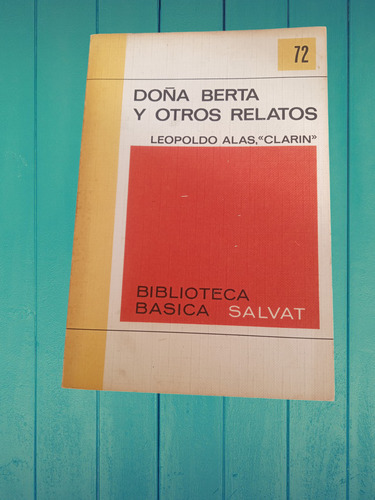 72
DOÑA BERTA
Y OTROS RELATOS
LEOPOLDO ALAS, «CLARIN»
BIBLIOTECA
BASICA SALVAT